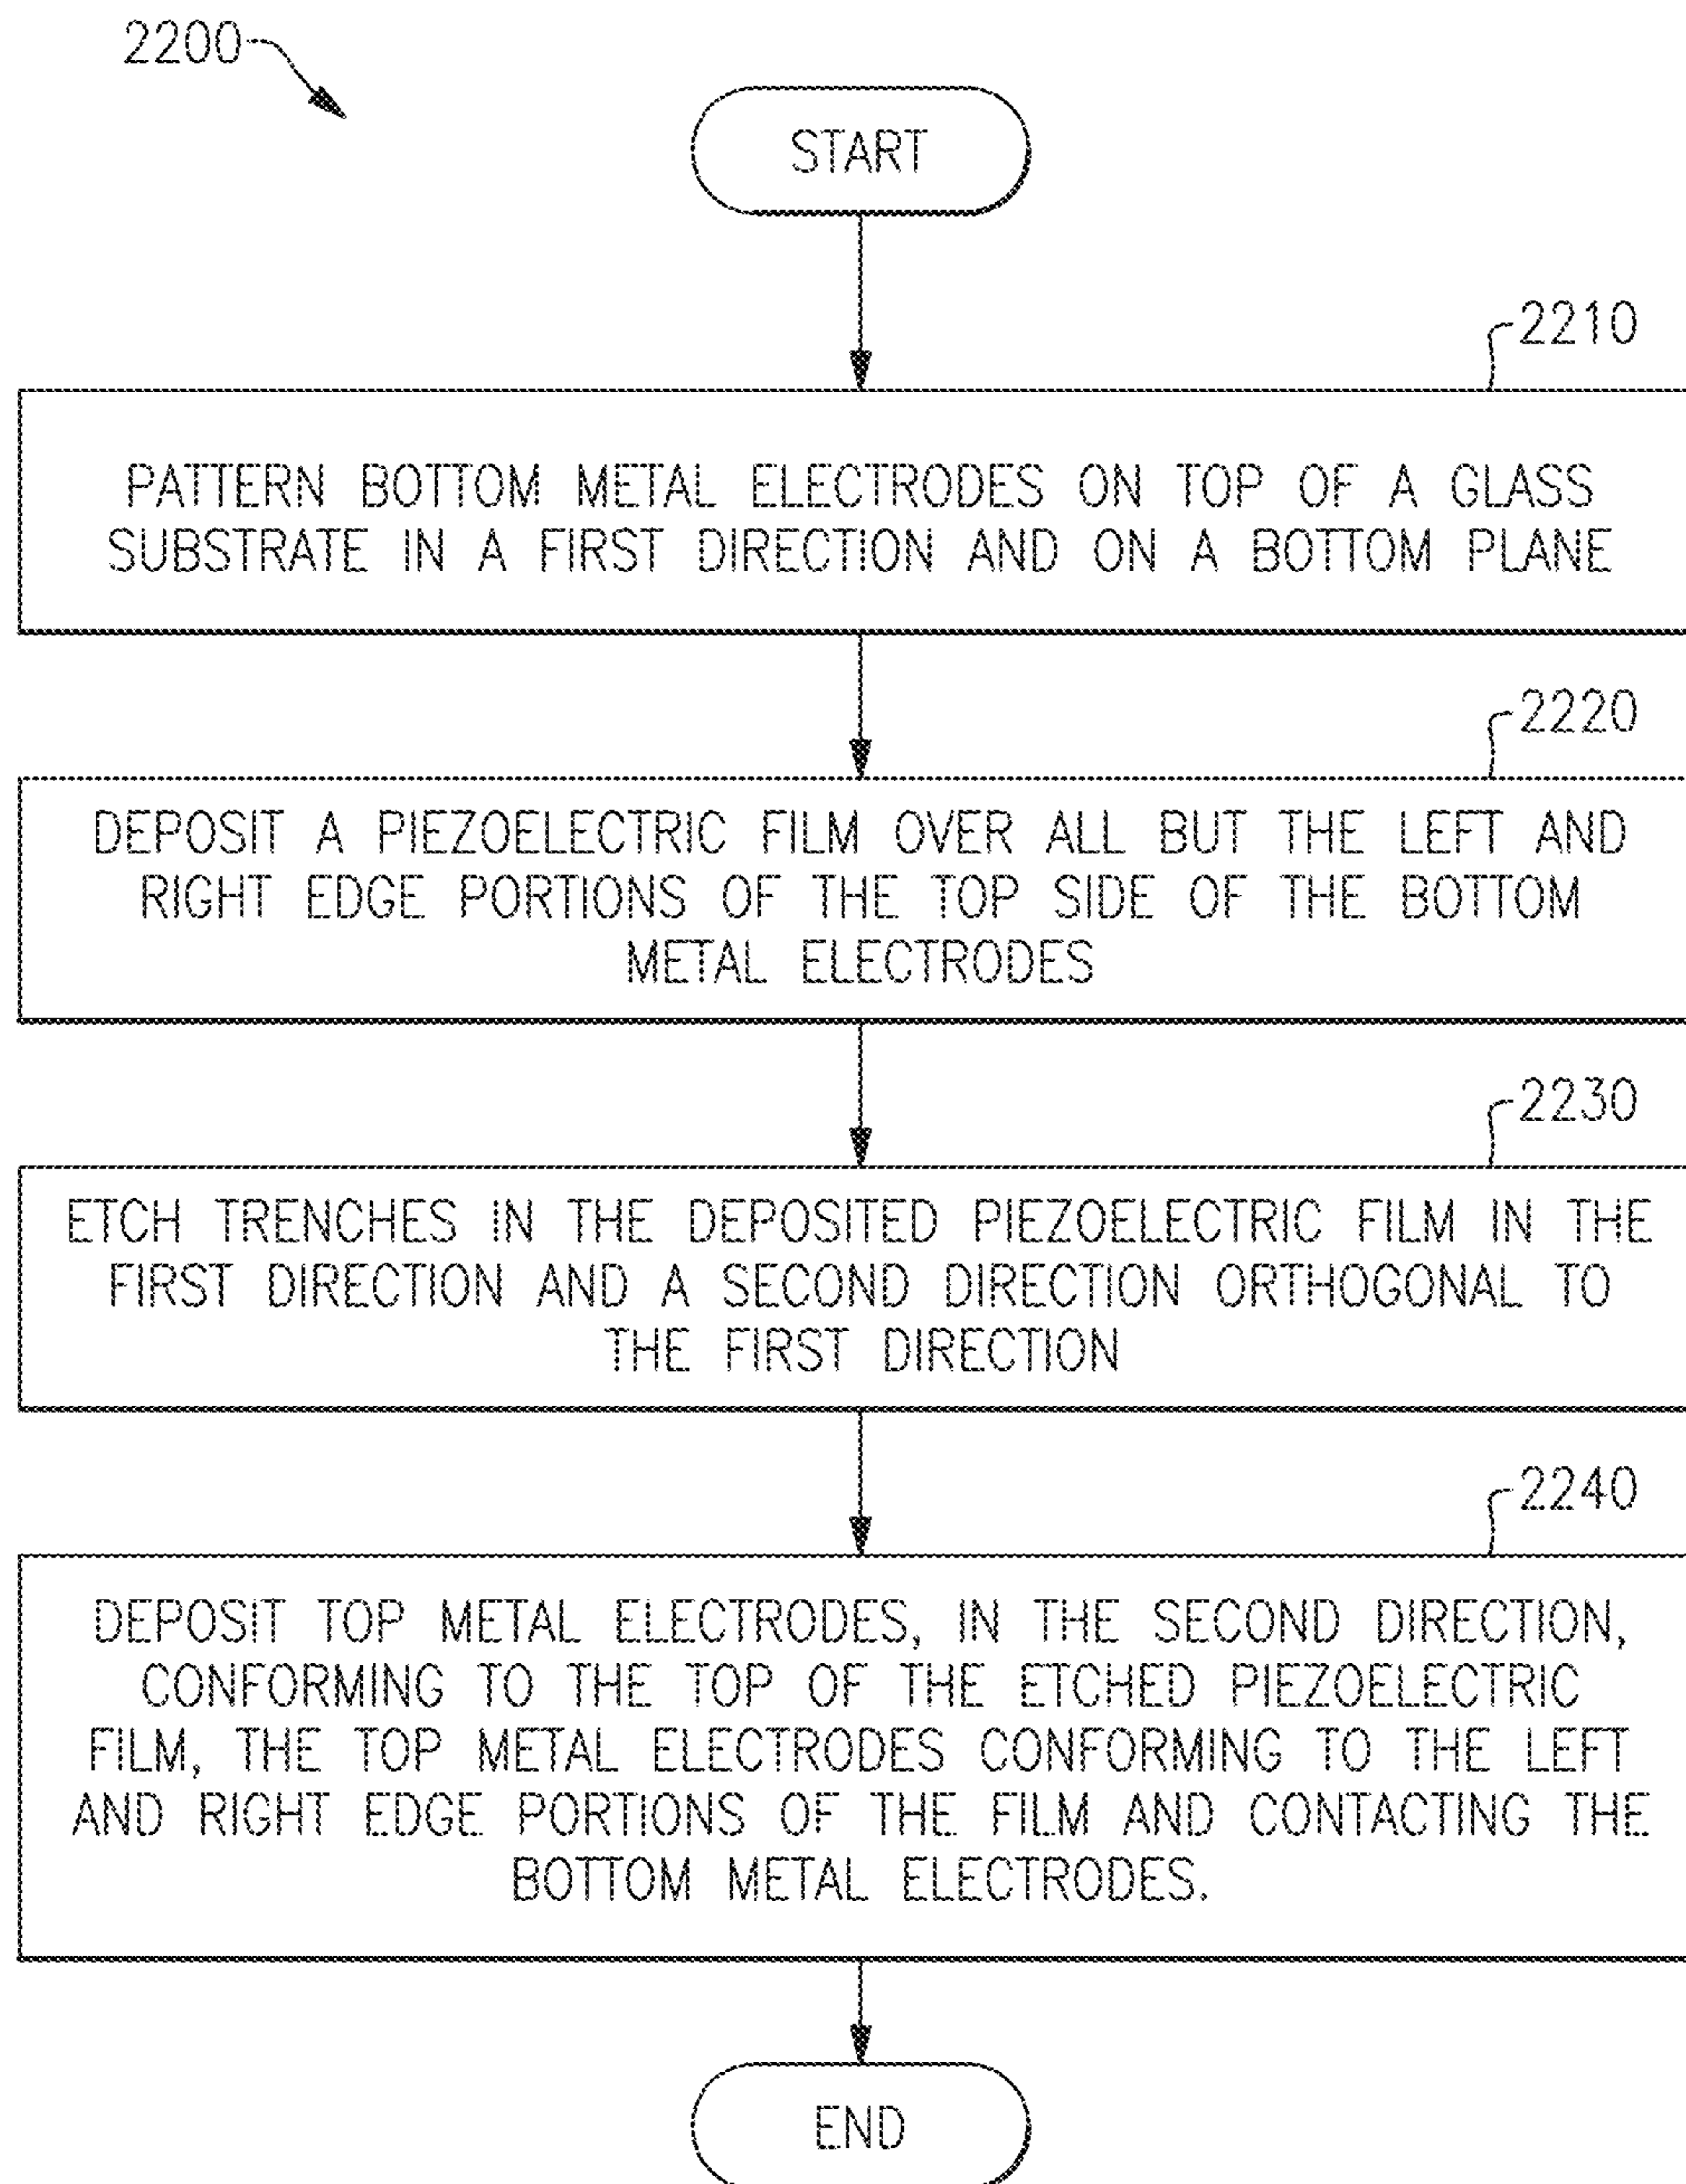 2200
START
2210
PATTERN BOTTOM METAL ELECTRODES ON TOP OF A GLASS
SUBSTRATE IN A FIRST DIRECTION AND ON A BOTTOM PLANE
2220
DEPOSIT A PIEZOELECTRIC FILM OVER ALL BUT THE LEFT AND
RIGHT EDGE PORTIONS OF THE TOP SIDE OF THE BOTTOM
METAL ELECTRODES
2230
ETCH TRENCHES IN THE DEPOSITED PIEZOELECTRIC FILM IN THE
FIRST DIRECTION AND A SECOND DIRECTION ORTHOGONAL TO
THE FIRST DIRECTION
2240
DEPOSIT TOP METAL ELECTRODES, IN THE SECOND DIRECTION,
CONFORMING TO THE TOP OF THE ETCHED PIEZOELECTRIC
FILM, THE TOP METAL ELECTRODES CONFORMING TO THE LEFT
AND RIGHT EDGE PORTIONS OF THE FILM AND CONTACTING THE
BOTTOM METAL ELECTRODES.
END